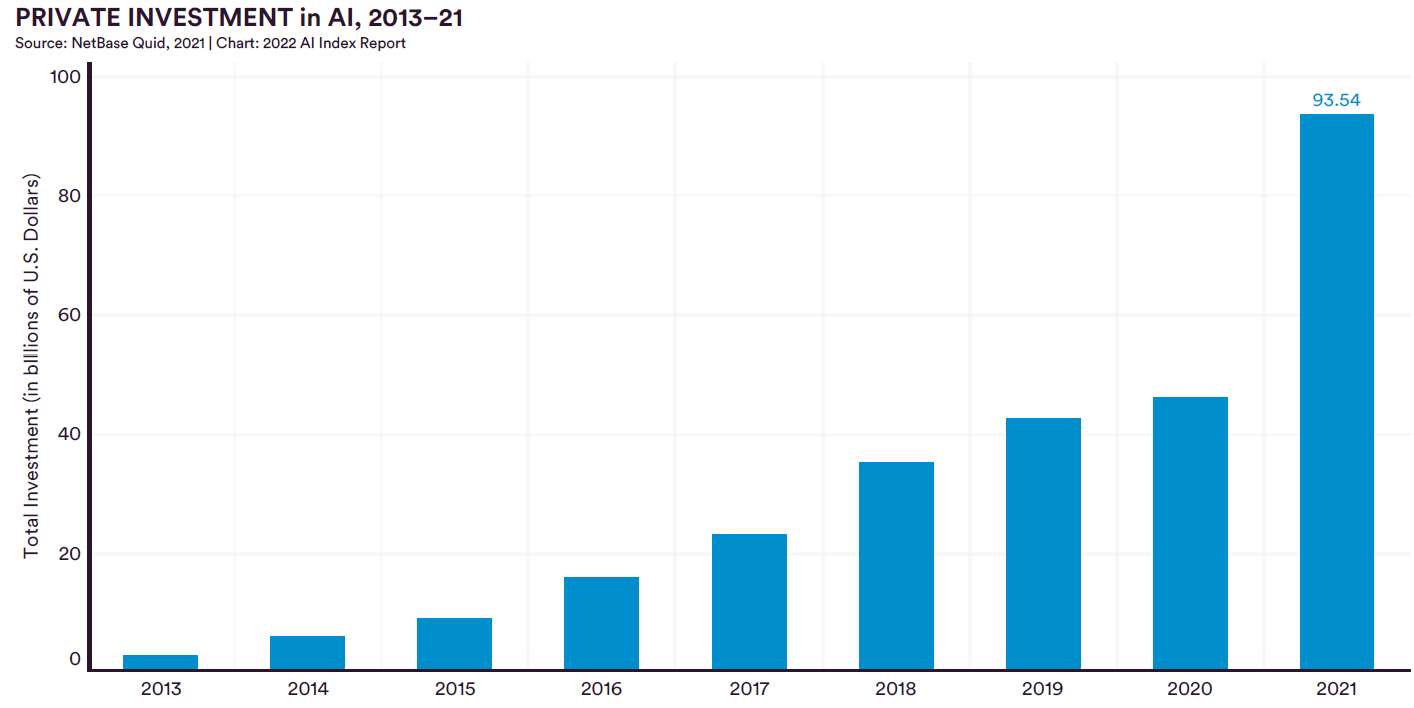 PRIVATE INVESTMENT in AI, 2013–21
Source: NetBase Quid, 2021 | Chart: 2022 AI Index Report
Total Investment (in billions of U.S. Dollars)
100
80
60
40
20
0
93.54
2013 2014 2015 2016 2017 2018 2019 2020 2021